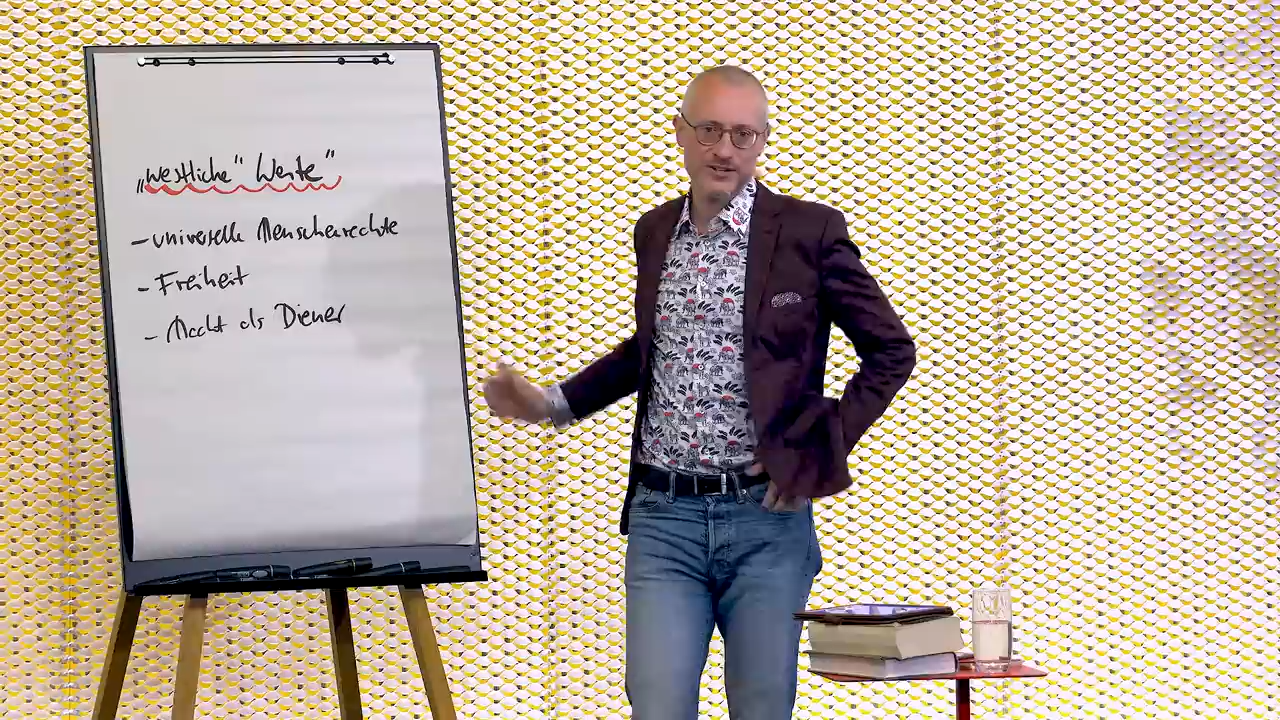 „westliche" Werte"
- universelle Menschenrechte
- Freiheit
- Macht als Diener